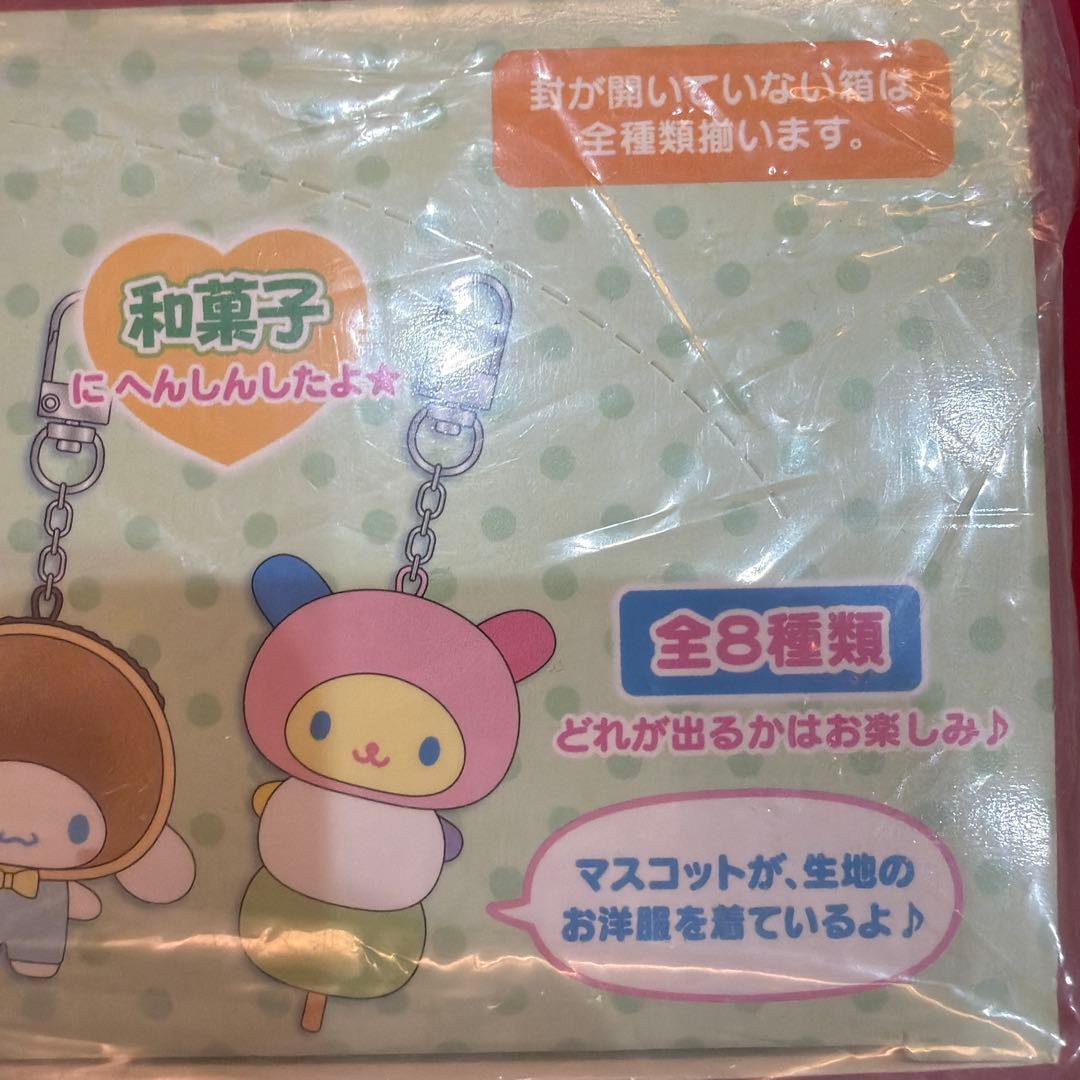 封が開いていない箱は
全種類揃います。
和菓子
にへんしんしたよ☆
全8種類
どれが出るかはお楽しみ♪
マスコットが、生地の
お洋服を着ているよ♪